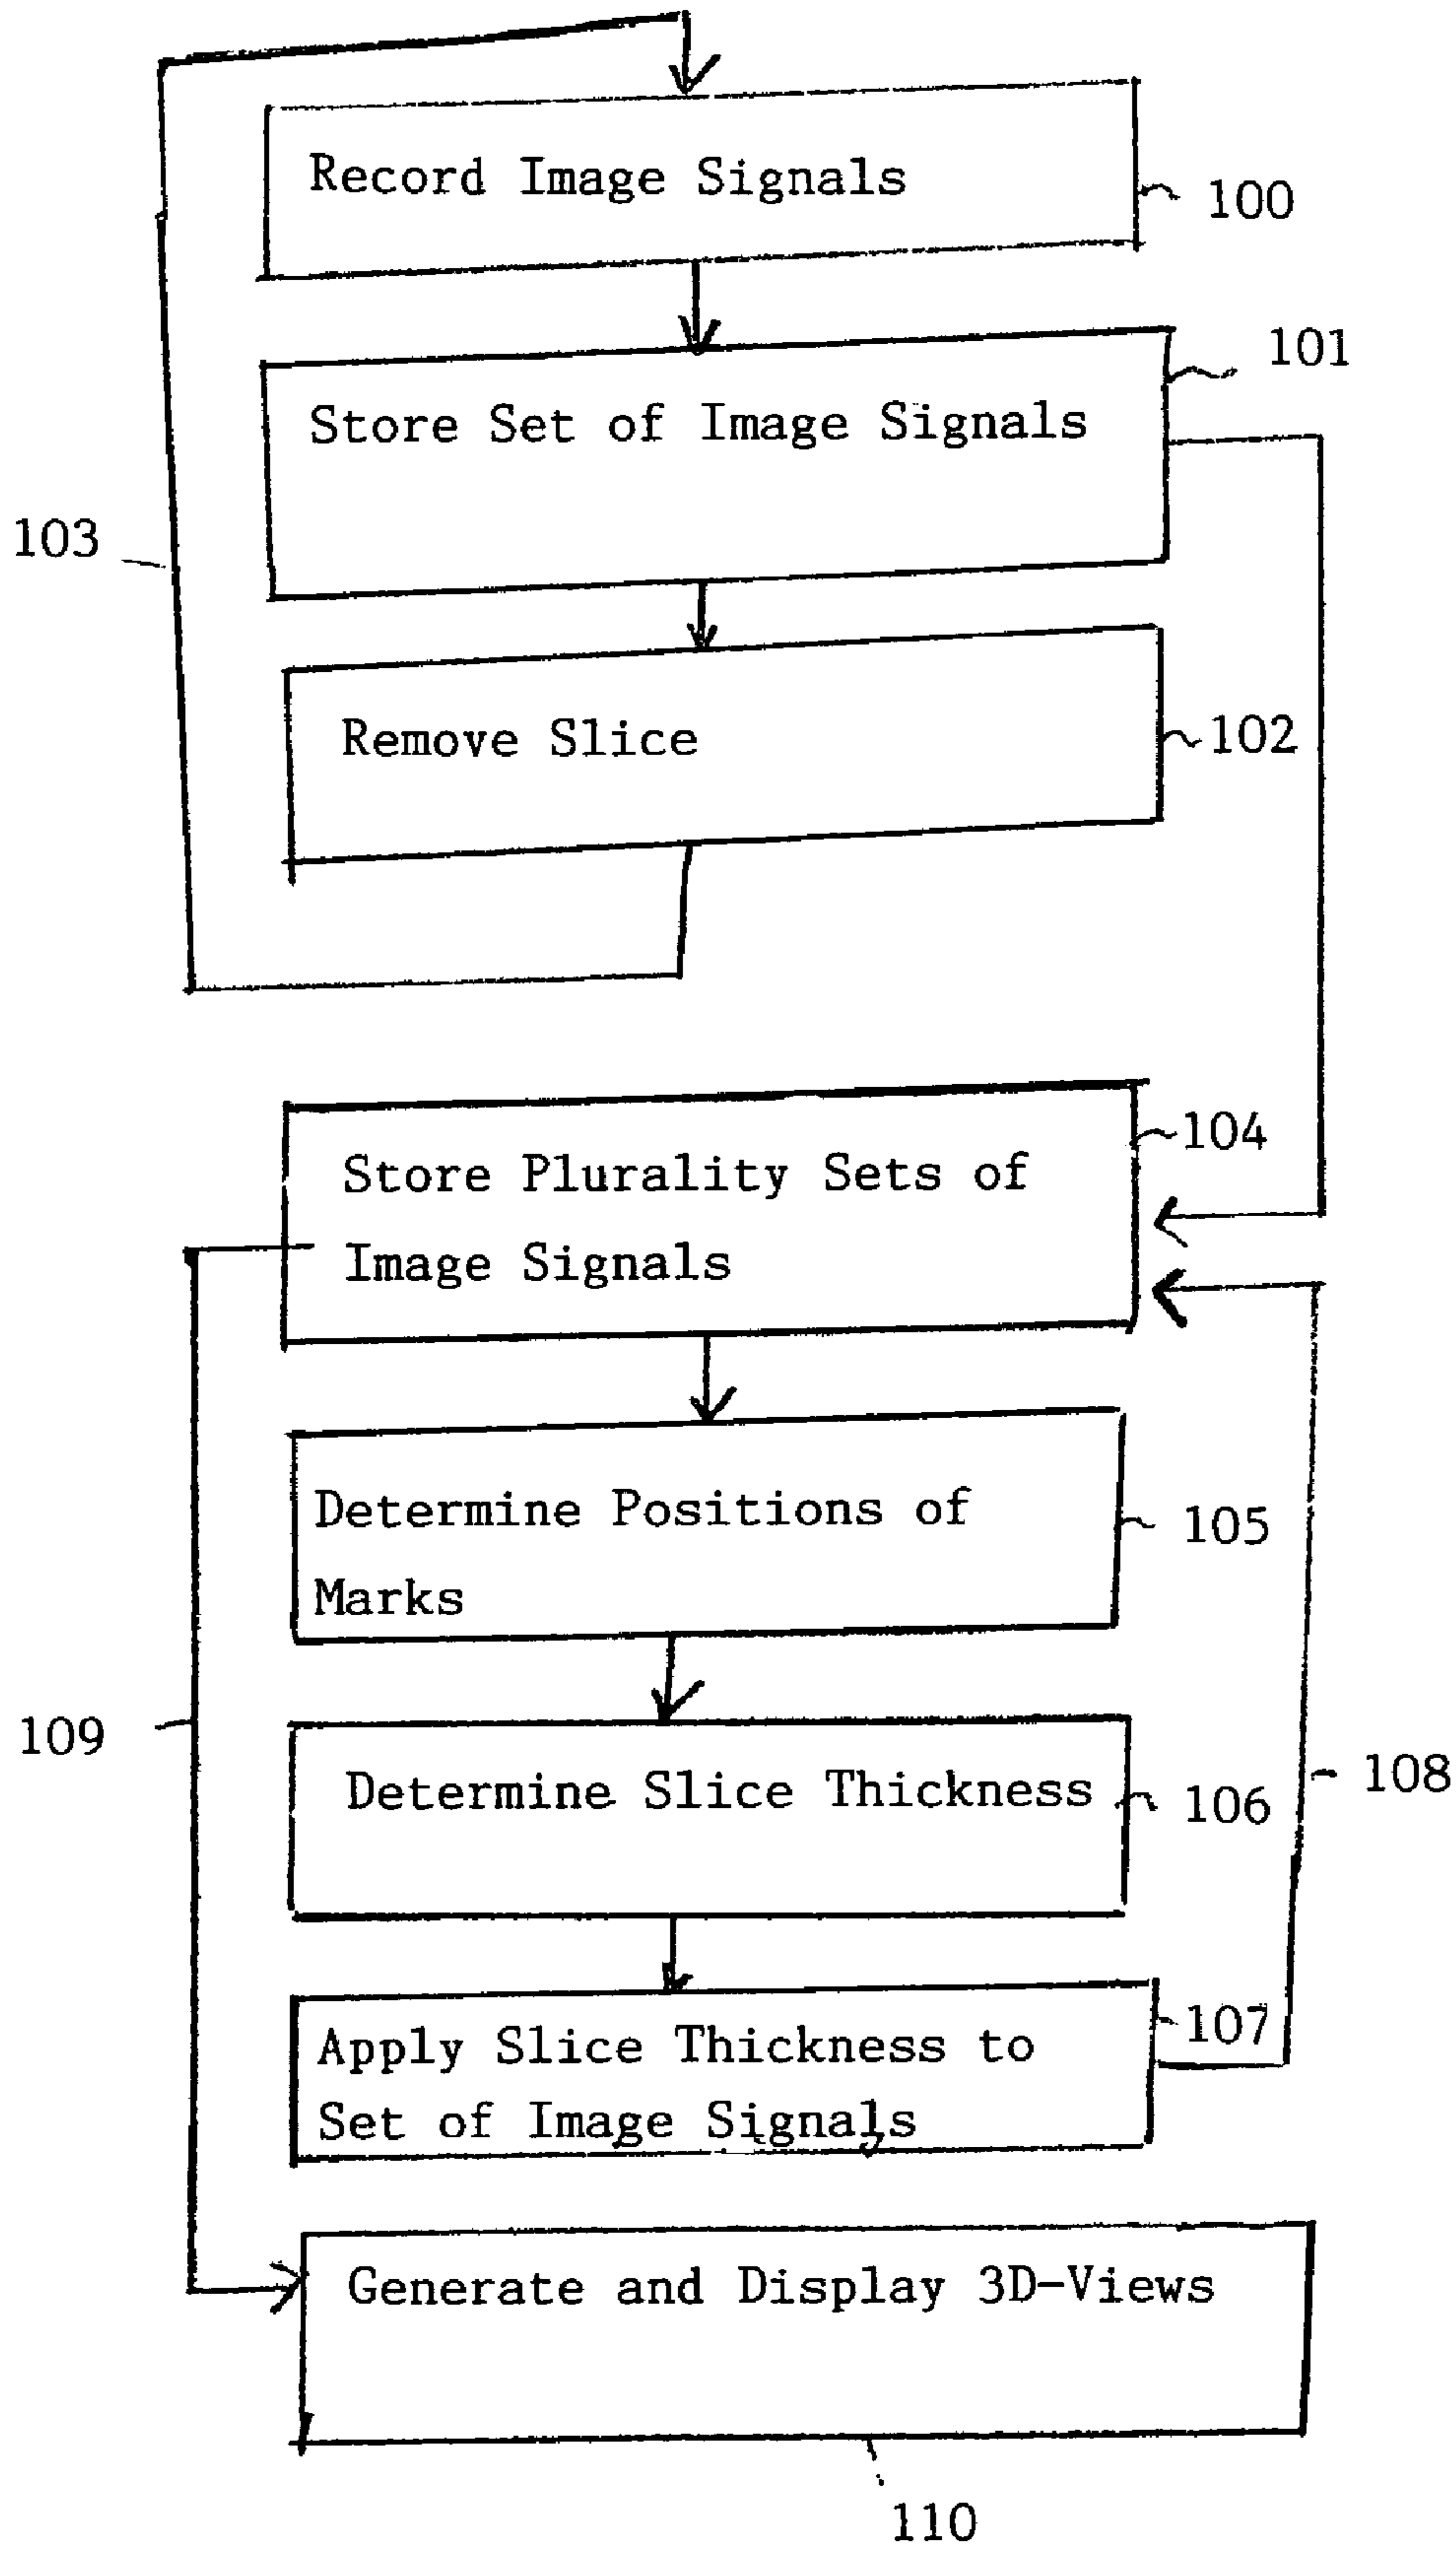 Record Image Signals
100
Store Set of Image Signals
101
103
Remove Slice
102
Store Plurality Sets of
Image Signals
104
Determine Positions of
Marks
105
109
Determine Slice Thickness
106
108
Apply Slice Thickness to
Set of Image Signals
107
Generate and Display 3D-Views
110